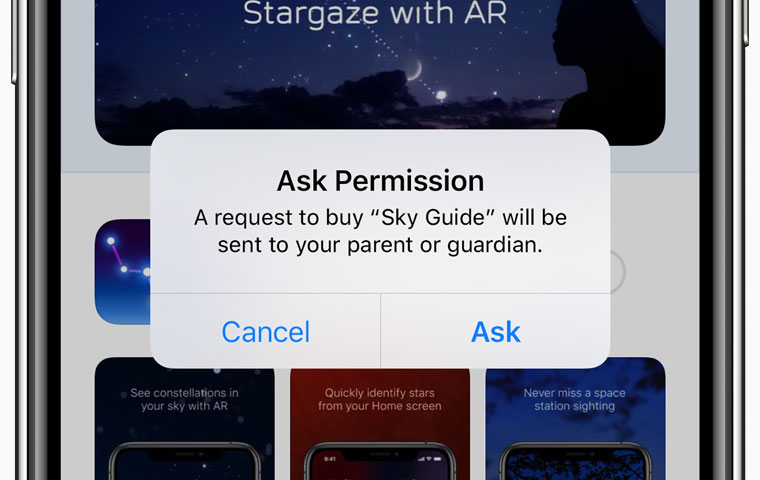 Stargaze with AR
Ask Permission
A request to buy “Sky Guide” will be
sent to your parent or guardian.
Cancel
Ask
See constellations in
your sky with AR
Quickly identify stars
from your Home screen
Never miss a space
station sighting
9:41